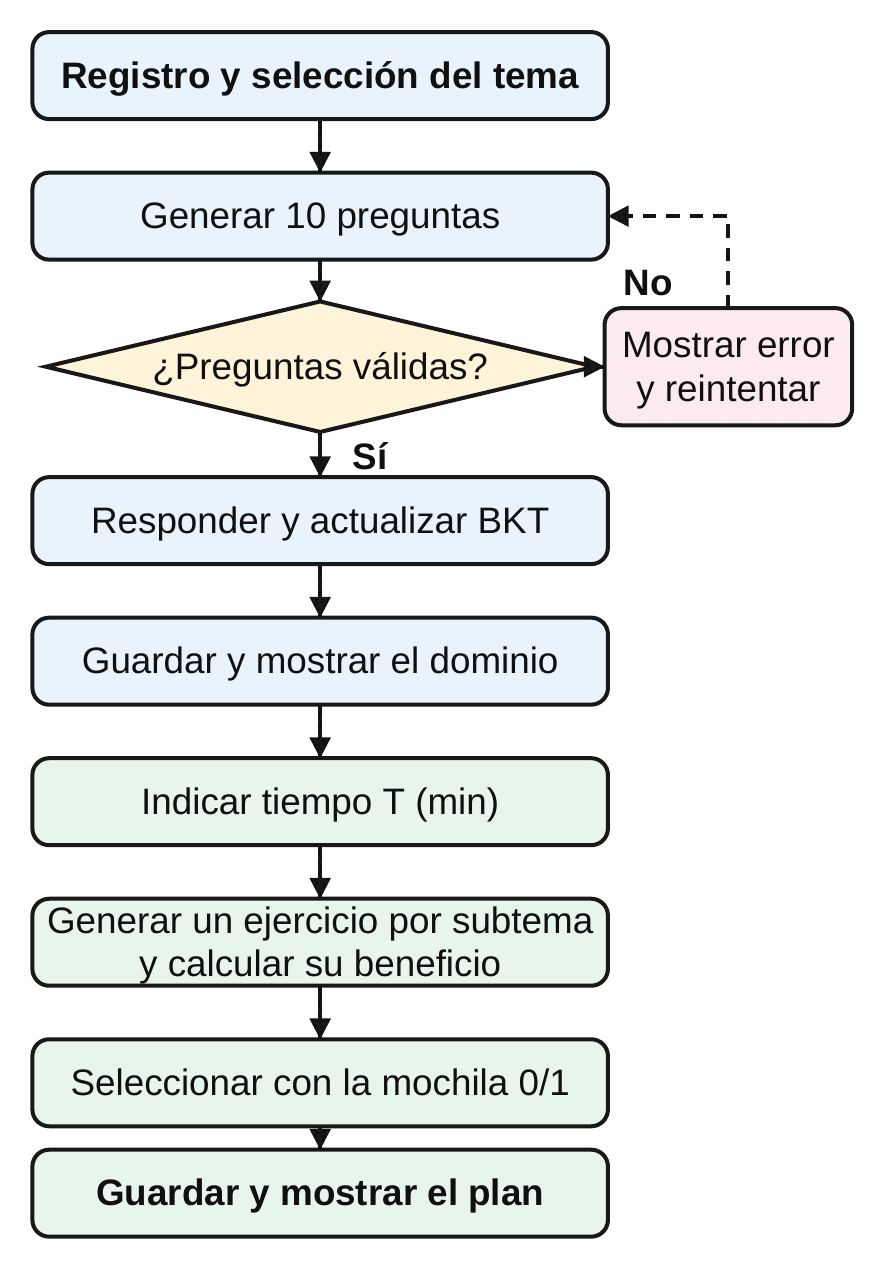 Registro y selección del tema
Generar 10 preguntas
No
¿Preguntas válidas?
Mostrar error
y reintentar
Sí
Responder y actualizar BKT
Guardar y mostrar el dominio
Indicar tiempo T (min)
Generar un ejercicio por subtema
y calcular su beneficio
Seleccionar con la mochila 0/1
Guardar y mostrar el plan